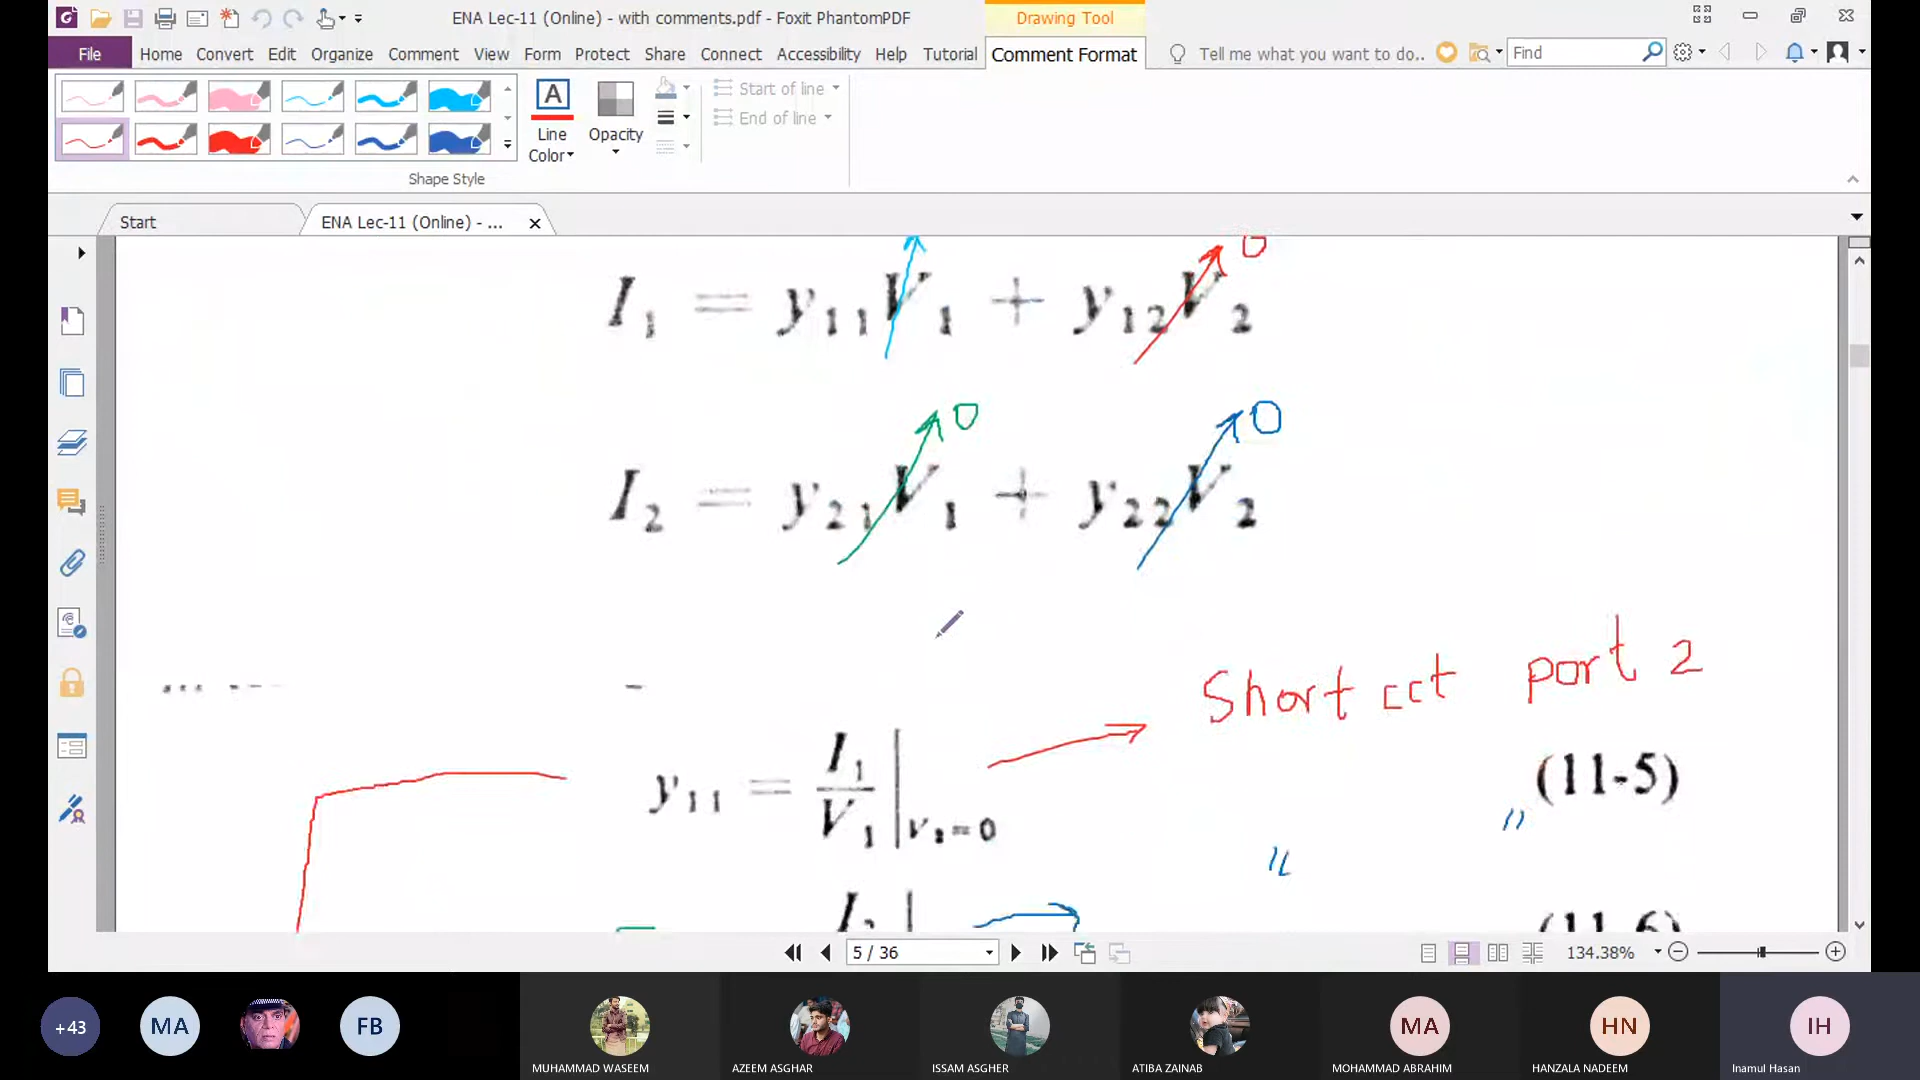 ENA Lec-11 (Online) - with comments.pdf - Foxit PhantomPDF
Drawing Tool
File Home Convert Edit Organize Comment View Form Protect Share Connect Accessibility Help Tutorial Comment Format Tell me what you want to do.. Find
Line Color
Opacity
Start of line
End of line
Shape Style
Start
ENA Lec-11 (Online) - ...
0
I1 = y11V1 + y12V2
0 0
I2 = y21V1 + y22V2
Short cct port 2
y11 = I1/V1 | V2=0
(11-5)
" "
5 / 36
134.38%
+43
MA
FB
MA
HN
IH
MUHAMMAD WASEEM
AZEEM ASGHAR
ISSAM ASGHER
ATIBA ZAINAB
MOHAMMAD ABRAHIM
HANZALA NADEEM
Inamul Hasan